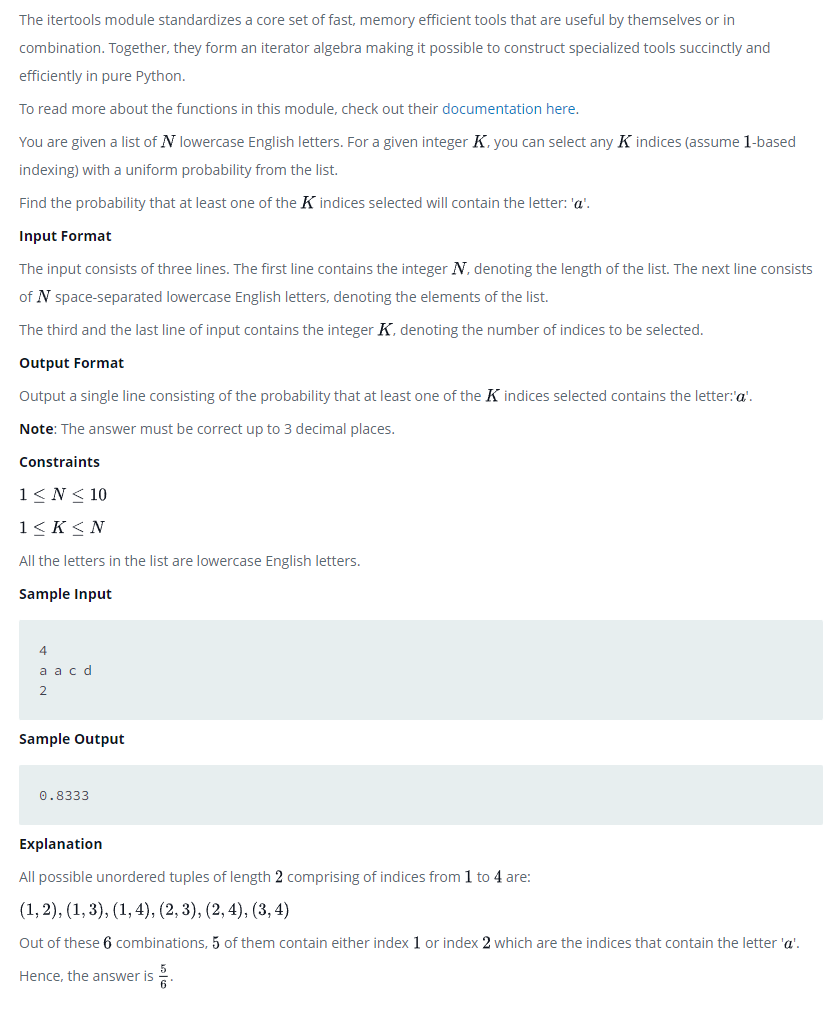 The itertools module standardizes a core set of fast, memory efficient tools that are useful by themselves or in
combination. Together, they form an iterator algebra making it possible to construct specialized tools succinctly and
efficiently in pure Python.
To read more about the functions in this module, check out their documentation here.
You are given a list of N lowercase English letters. For a given integer K, you can select any K indices (assume 1-based
indexing) with a uniform probability from the list.
Find the probability that at least one of the K indices selected will contain the letter: 'a'.
Input Format
The input consists of three lines. The first line contains the integer N, denoting the length of the list. The next line consists
of N space-separated lowercase English letters, denoting the elements of the list.
The third and the last line of input contains the integer K, denoting the number of indices to be selected.
Output Format
Output a single line consisting of the probability that at least one of the K indices selected contains the letter:'a'.
Note: The answer must be correct up to 3 decimal places.
Constraints
1 ≤ N ≤ 10
1 ≤ K ≤ N
All the letters in the list are lowercase English letters.
Sample Input
4
a a c d
2
Sample Output
0.8333
Explanation
All possible unordered tuples of length 2 comprising of indices from 1 to 4 are:
(1, 2), (1, 3), (1, 4), (2, 3), (2, 4), (3, 4)
Out of these 6 combinations, 5 of them contain either index 1 or index 2 which are the indices that contain the letter 'a'.
Hence, the answer is 5/6.